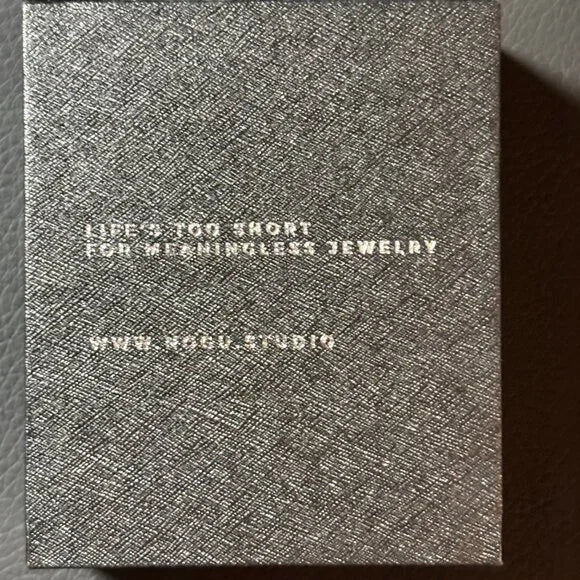 LIFE'S TOO SHORT
FOR MEANINGLESS JEWELRY
WWW.NOGU.STUDIO